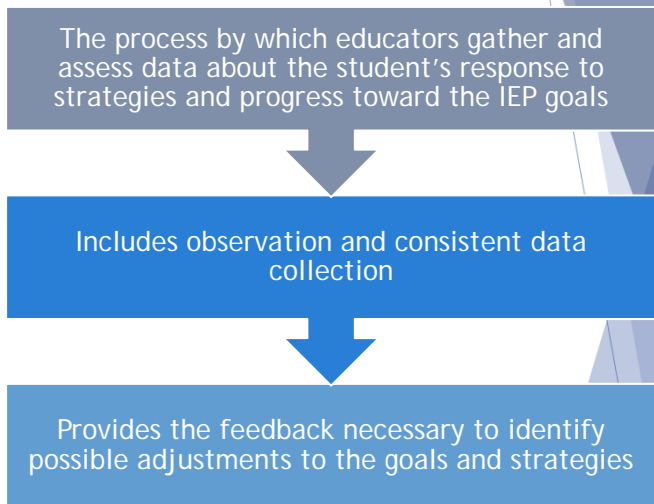 The process by which educators gather and
assess data about the student’s response to
strategies and progress toward the IEP goals
Includes observation and consistent data
collection
Provides the feedback necessary to identify
possible adjustments to the goals and strategies